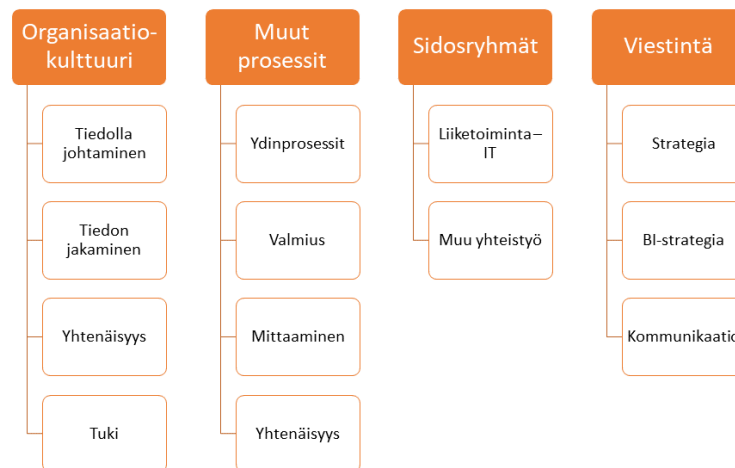 Organisaatio-
kulttuuri
Tiedolla
johtaminen
Tiedon
jakaminen
Yhtenäisyys
Tuki
Muut
prosessit
Ydinprosessit
Valmius
Mittaaminen
Yhtenäisyys
Sidosryhmät
Liiketoiminta–
IT
Muu yhteistyö
Viestintä
Strategia
BI-strategia
Kommunikaatio